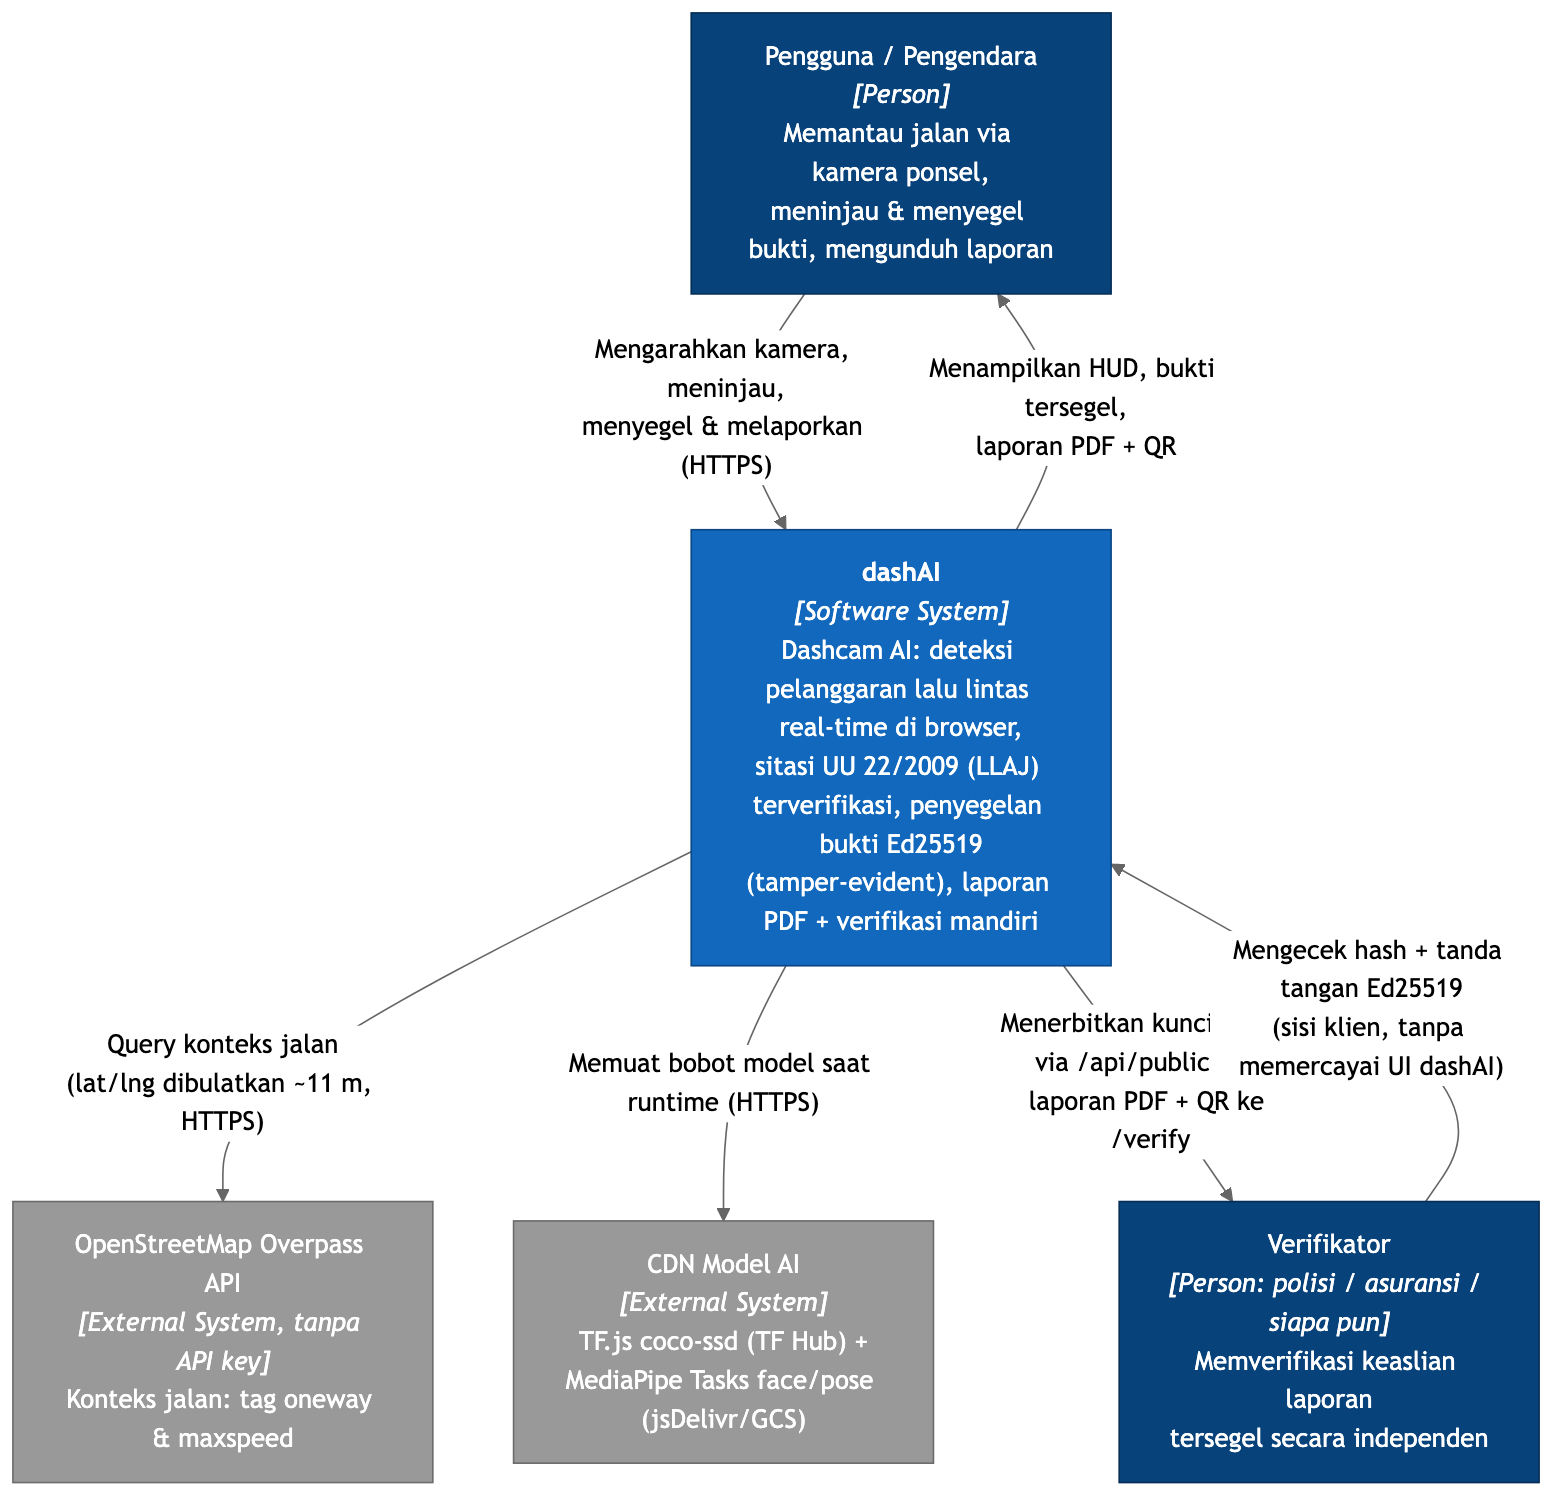 Pengguna / Pengendara
[Person]
Memantau jalan via
kamera ponsel,
meninjau & menyegel
bukti, mengunduh laporan
Mengarahkan kamera,
meninjau,
menyegel & melaporkan
(HTTPS)
Menampilkan HUD, bukti
tersegel,
laporan PDF + QR
dashAI
[Software System]
Dashcam AI: deteksi
pelanggaran lalu lintas
real-time di browser,
sitasi UU 22/2009 (LLAJ)
terverifikasi, penyegelan
bukti Ed25519
(tamper-evident), laporan
PDF + verifikasi mandiri
Query konteks jalan
(lat/lng dibulatkan ~11 m,
HTTPS)
Memuat bobot model saat
runtime (HTTPS)
Menerbitkan kunci
via /api/public
laporan PDF + QR ke
/verify
Mengecek hash + tanda
tangan Ed25519
(sisi klien, tanpa
memercayai UI dashAI)
OpenStreetMap Overpass
API
[External System, tanpa
API key]
Konteks jalan: tag oneway
& maxspeed
CDN Model AI
[External System]
TF.js coco-ssd (TF Hub) +
MediaPipe Tasks face/pose
(jsDelivr/GCS)
Verifikator
[Person: polisi / asuransi /
siapa pun]
Memverifikasi keaslian
laporan
tersegel secara independen